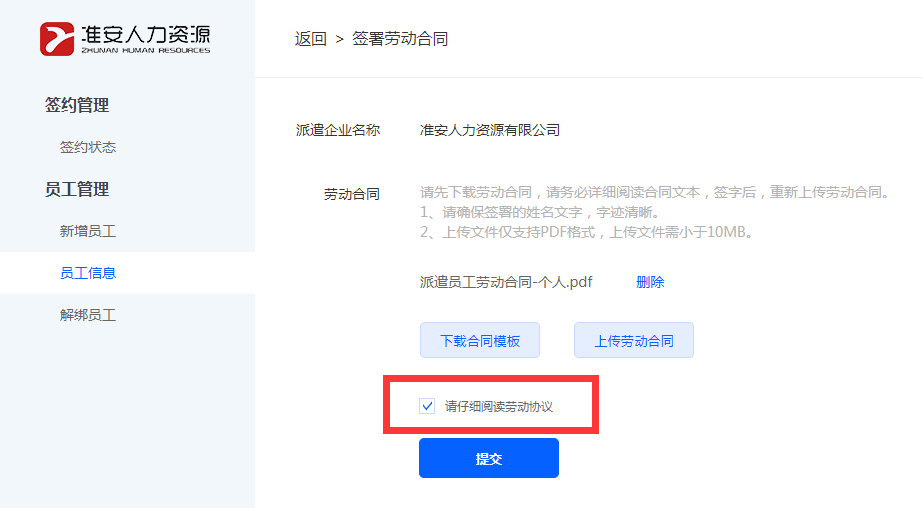 准安人力资源
ZHUNAN HUMAN RESOURCES
签约管理
签约状态
员工管理
新增员工
员工信息
解绑员工
返回 > 签署劳动合同
派遣企业名称 准安人力资源有限公司
劳动合同 请先下载劳动合同，请务必详细阅读合同文本，签字后，重新上传劳动合同。
1、请确保签署的姓名文字，字迹清晰。
2、上传文件仅支持PDF格式，上传文件需小于10MB。
派遣员工劳动合同-个人.pdf 删除
下载合同模板 上传劳动合同
请仔细阅读劳动协议
提交